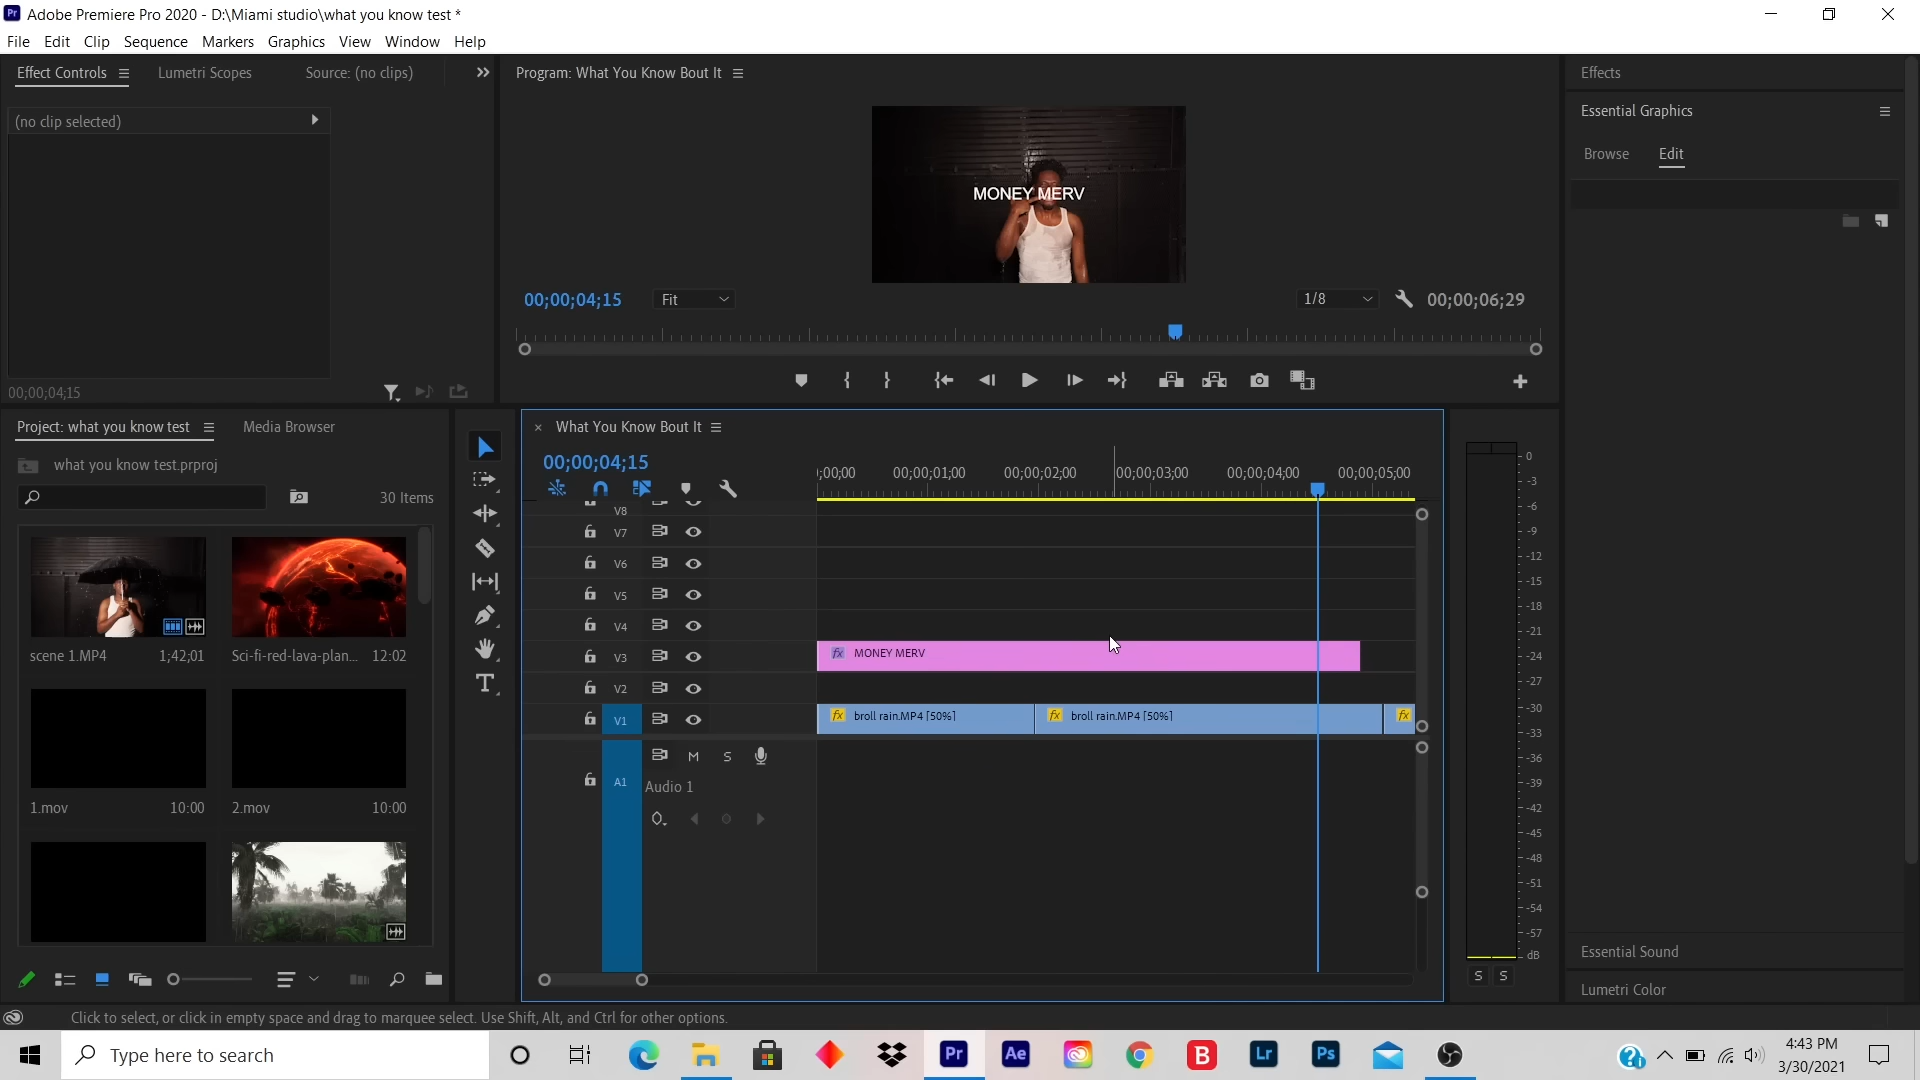 Adobe Premiere Pro 2020 - D:\Miami studio\what you know test *
File Edit Clip Sequence Markers Graphics View Window Help
Effect Controls Lumetri Scopes Source: (no clips)
(no clip selected)
00;00;04;15
Program: What You Know Bout It
MONEY MERV
00;00;04;15 Fit 1/8 00;00;06;29
Effects
Essential Graphics
Browse Edit
Project: what you know test Media Browser
what you know test.prproj
30 Items
scene 1.MP4 1;42;01
Sci-fi-red-lava-plan... 12:02
1.mov 10:00
2.mov 10:00
What You Know Bout It
00;00;04;15
;00;00 00;00;01;00 00;00;02;00 00;00;03;00 00;00;04;00 00;00;05;00
V8
V7
V6
V5
V4
V3 fx MONEY MERV
V2
V1 fx broll rain.MP4 [50%] fx broll rain.MP4 [50%] fx
A1 M S
Audio 1
0
-3
-6
-9
-12
-15
-18
-21
-24
-27
-30
-33
-36
-39
-42
-45
-48
-51
-54
-57
dB
S S
Essential Sound
Lumetri Color
Click to select, or click in empty space and drag to marquee select. Use Shift, Alt, and Ctrl for other options.
Type here to search
Pr Ae B Lr Ps
4:43 PM
3/30/2021